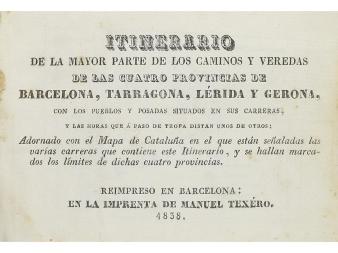 ITINERARIO
DE LA MAYOR PARTE DE LOS CAMINOS Y VEREDAS
DE LAS CUATRO PROVINCIAS DE
BARCELONA, TARRAGONA, LÉRIDA Y GERONA,
CON LOS PUEBLOS Y POSADAS SITUADOS EN SUS CARRERAS,
Y LAS HORAS QUE Á PASO DE TROPA DISTAN UNOS DE OTROS;
Adornado con el Mapa de Cataluña en el que están señaladas las
varias carreras que contiene este Itinerario, y se hallan marca-
dos los límites de dichas cuatro provincias.
REIMPRESO EN BARCELONA:
EN LA IMPRENTA DE MANUEL TEXÉRO.
1838.